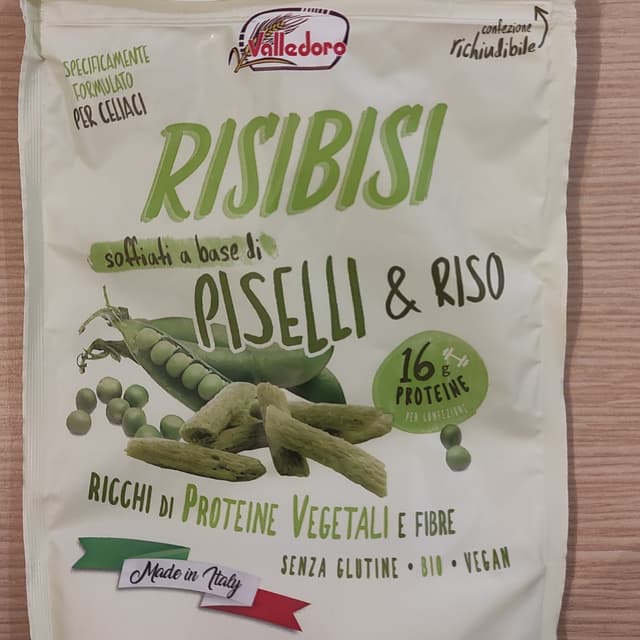 Valledoro
confezione
richiudibile
SPECIFICAMENTE
FORMULATO
PER CELIACI
RISIBISI
soffiati a base di
PISELLI & RISO
16 g
PROTEINE
PER CONFEZIONE
RICCHI DI PROTEINE VEGETALI E FIBRE
SENZA GLUTINE • BIO • VEGAN
Made in Italy